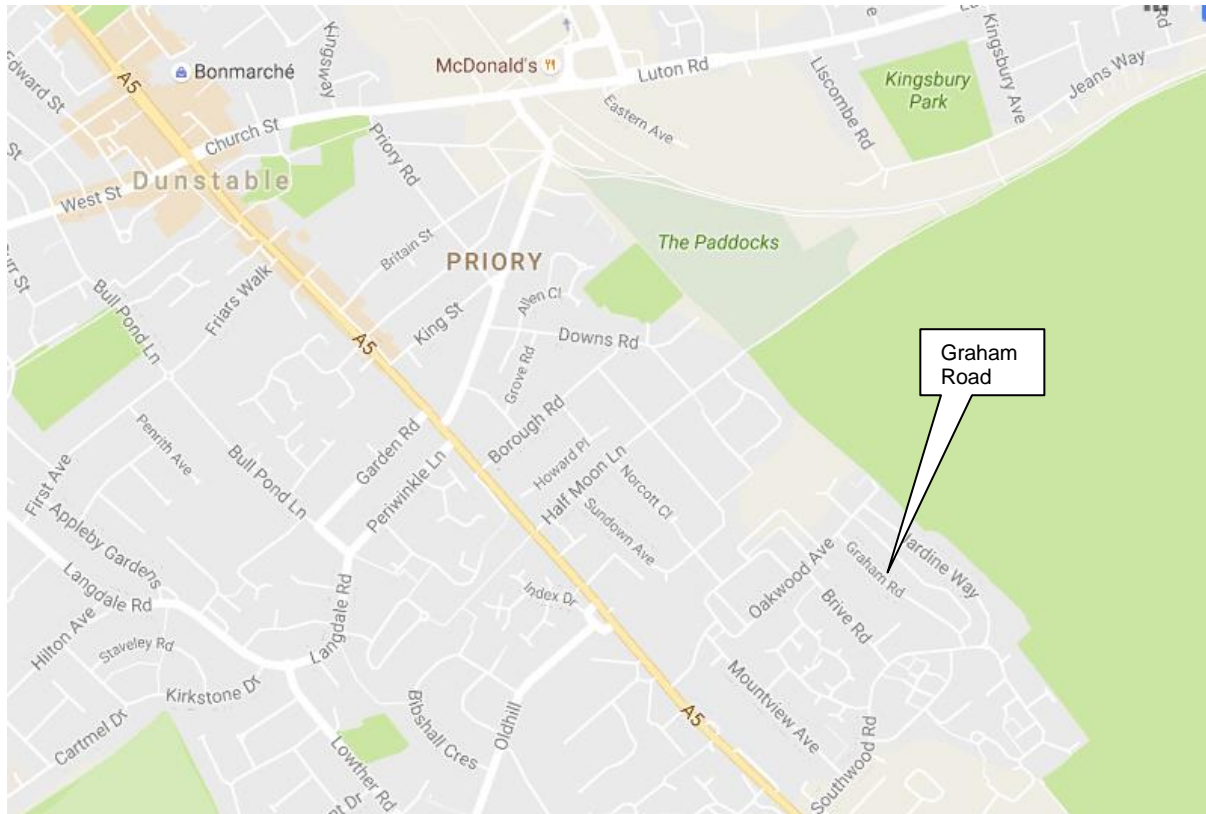 Kingsway
Liscombe Rd
Kingsbury Ave
Rd
A5
Bonmarché
McDonald's
Luton Rd
Kingsbury
Park
Jeans Way
Edward St
Church St
Eastern Ave
Priory Rd
St
Dunstable
West St
Britain St
The Paddocks
PRIORY
Bull Pond Ln
Friars Walk
Allen Cl
King St
A5
Downs Rd
Graham
Road
Grove Rd
Borough Rd
Penrith Ave
Garden Rd
Howard Pl
First Ave
Bull Pond Ln
Periwinkle Ln
Half Moon Ln
Norcott Cl
Appleby Gardens
Sundown Ave
Jardine Way
Oakwood Ave
Graham Rd
Langdale Rd
Index Dr
Brive Rd
Hilton Ave
Langdale Rd
Staveley Rd
Kirkstone Dr
Mountview Ave
Bibshall Cres
Oldhill
A5
Cartmel Dr
Lowther Rd
Southwood Rd